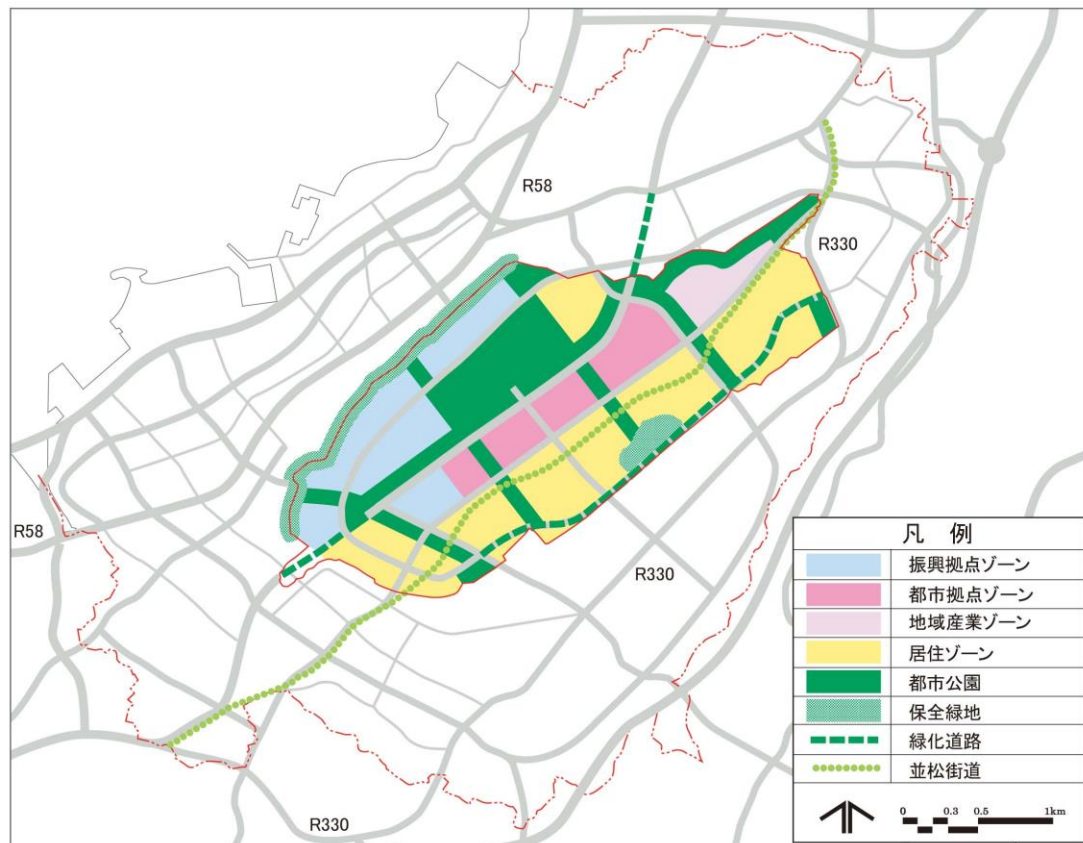 R58
R330
R58
R330
R330
凡 例
振興拠点ゾーン
都市拠点ゾーン
地域産業ゾーン
居住ゾーン
都市公園
保全緑地
緑化道路
並松街道
0 0.3 0.5 1km